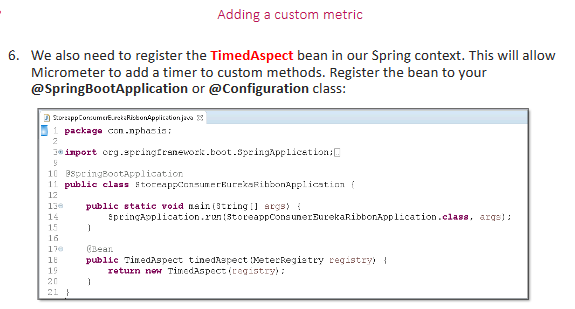 Adding a custom metric
6. We also need to register the TimedAspect bean in our Spring context. This will allow
Micrometer to add a timer to custom methods. Register the bean to your
@SpringBootApplication or @Configuration class:
StoreappConsumerEurekaRibbonApplication.java
1 package com.mphasis;
2
3 import org.springframework.boot.SpringApplication;
9
10 @SpringBootApplication
11 public class StoreappConsumerEurekaRibbonApplication {
12
13 public static void main(String[] args) {
14 SpringApplication.run(StoreappConsumerEurekaRibbonApplication.class, args);
15 }
16
17 @Bean
18 public TimedAspect timedAspect(MeterRegistry registry) {
19 return new TimedAspect(registry);
20 }
21 }